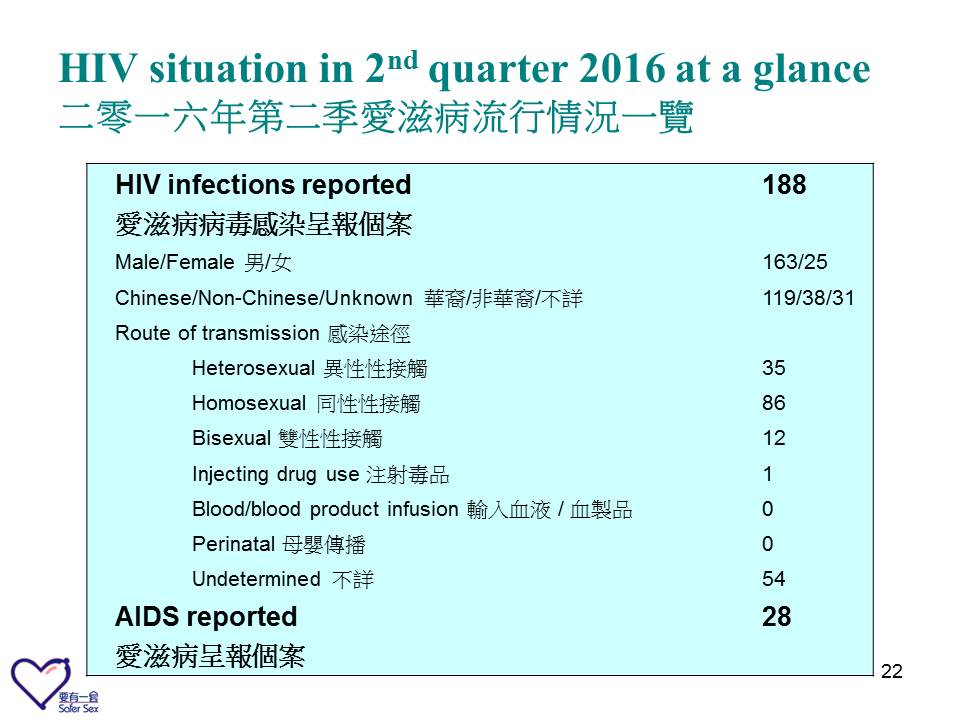 HIV situation in 2nd quarter 2016 at a glance
二零一六年第二季愛滋病流行情況一覽
HIV infections reported 188
愛滋病病毒感染呈報個案
Male/Female 男/女 163/25
Chinese/Non-Chinese/Unknown 華裔/非華裔/不詳 119/38/31
Route of transmission 感染途徑
Heterosexual 異性性接觸 35
Homosexual 同性性接觸 86
Bisexual 雙性性接觸 12
Injecting drug use 注射毒品 1
Blood/blood product infusion 輸入血液 / 血製品 0
Perinatal 母嬰傳播 0
Undetermined 不詳 54
AIDS reported 28
愛滋病呈報個案
22
要有一套
Safer Sex